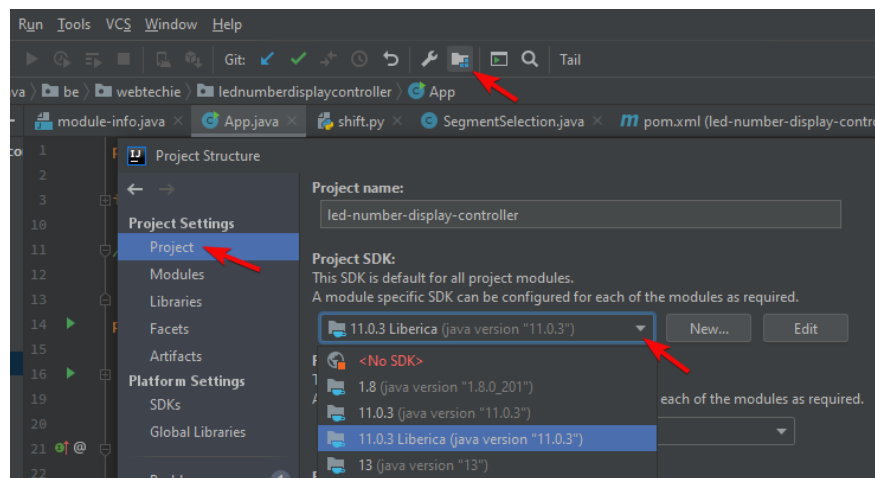 Run Tools VCS Window Help
Git: Tail
be webtechie lednumberdisplaycontroller App
module-info.java App.java shift.py SegmentSelection.java pom.xml (led-number-display-contr
1
2
3
10
11
12
13
14
15
16
19
20
21 @
22
IJ Project Structure
Project Settings
Project
Modules
Libraries
Facets
Artifacts
Platform Settings
SDKs
Global Libraries
Project name:
led-number-display-controller
Project SDK:
This SDK is default for all project modules.
A module specific SDK can be configured for each of the modules as required.
11.0.3 Liberica (java version "11.0.3") New... Edit
<No SDK>
1.8 (java version "1.8.0_201")
11.0.3 (java version "11.0.3") each of the modules as required.
11.0.3 Liberica (java version "11.0.3")
13 (java version "13")